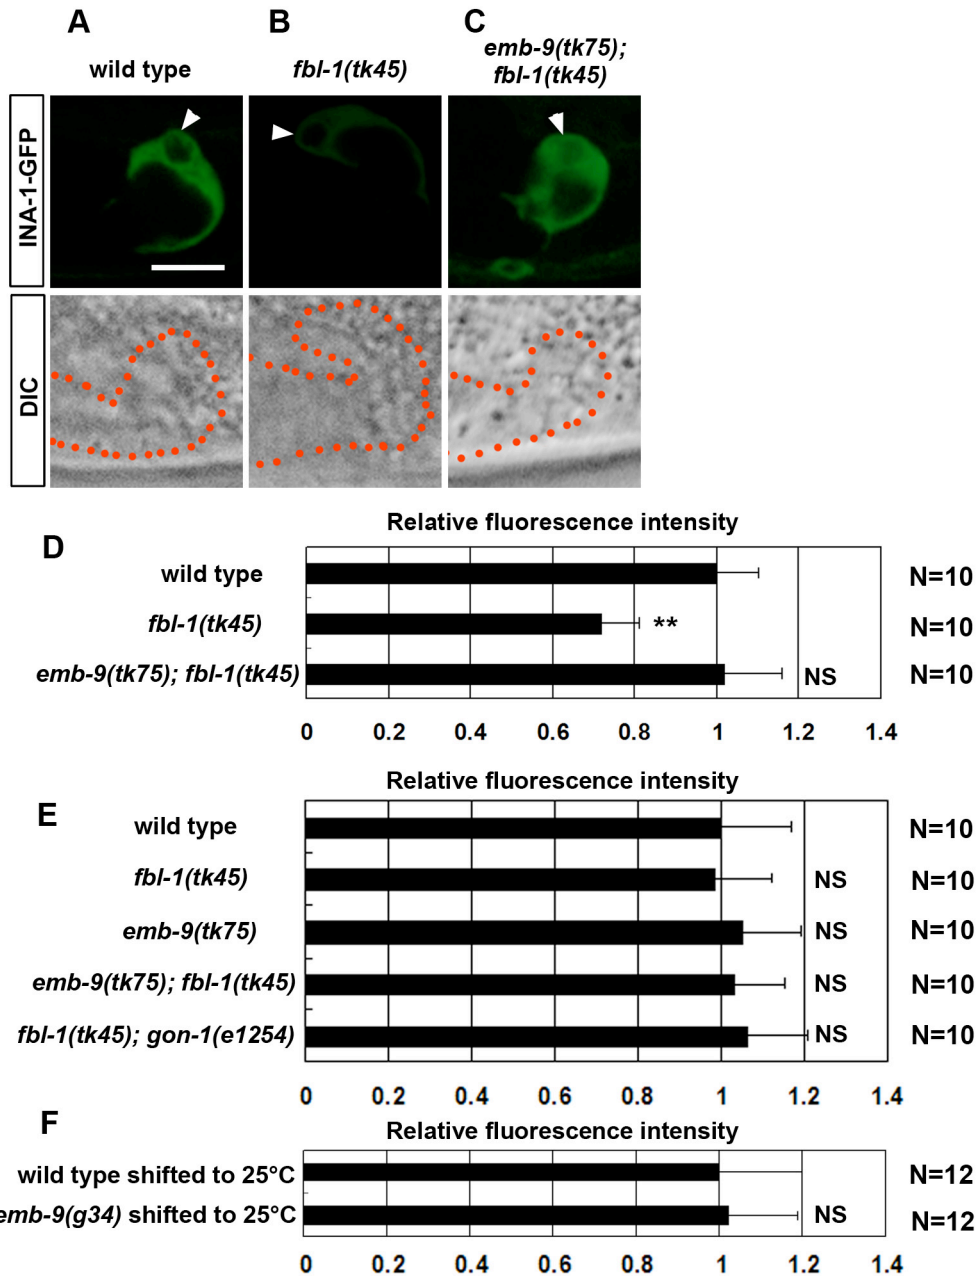 A
B
C
wild type
fbl-1(tk45)
emb-9(tk75);
fbl-1(tk45)
INA-1-GFP
DIC
Relative fluorescence intensity
D
wild type
N=10
fbl-1(tk45)
**
N=10
emb-9(tk75); fbl-1(tk45)
NS
N=10
0 0.2 0.4 0.6 0.8 1 1.2 1.4
Relative fluorescence intensity
E
wild type
N=10
fbl-1(tk45)
NS
N=10
emb-9(tk75)
NS
N=10
emb-9(tk75); fbl-1(tk45)
NS
N=10
fbl-1(tk45); gon-1(e1254)
NS
N=10
0 0.2 0.4 0.6 0.8 1 1.2 1.4
F
Relative fluorescence intensity
wild type shifted to 25°C
N=12
emb-9(g34) shifted to 25°C
NS
N=12
0 0.2 0.4 0.6 0.8 1 1.2 1.4